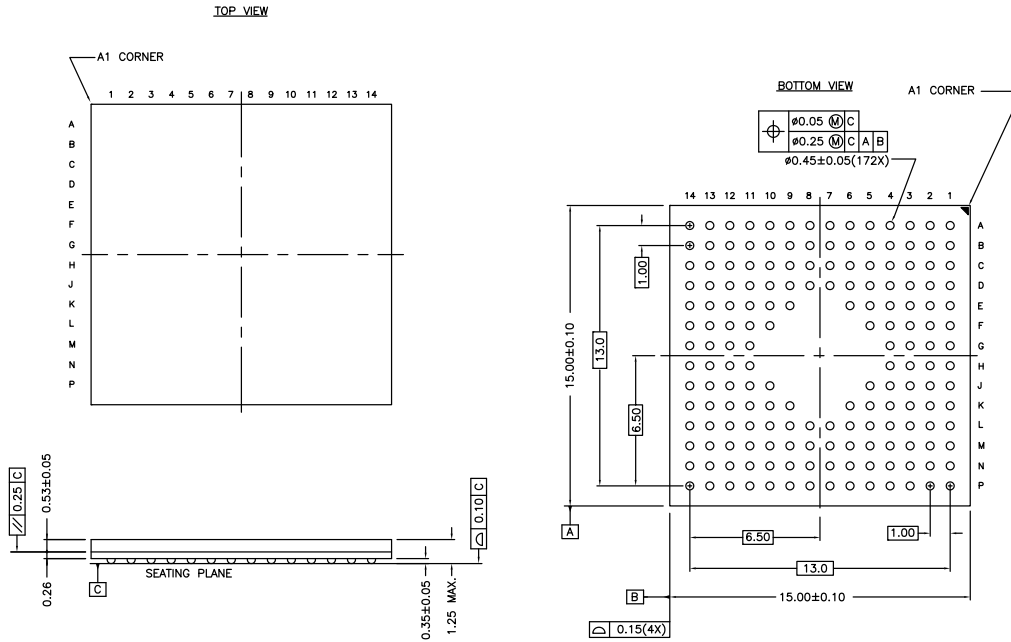 TOP VIEW
A1 CORNER
1 2 3 4 5 6 7 8 9 10 11 12 13 14
A
B
C
D
E
F
G
H
J
K
L
M
N
P
0.25 C
0.53±0.05
0.26
C
SEATING PLANE
0.35±0.05
1.25 MAX.
0.10 C
BOTTOM VIEW
A1 CORNER
ø0.05 Ⓜ C
ø0.25 Ⓜ C A B
ø0.45±0.05(172X)
14 13 12 11 10 9 8 7 6 5 4 3 2 1
A
B
C
D
E
F
G
H
J
K
L
M
N
P
1.00
15.00±0.10
13.0
6.50
A
6.50
1.00
13.0
B
15.00±0.10
0.15(4X)